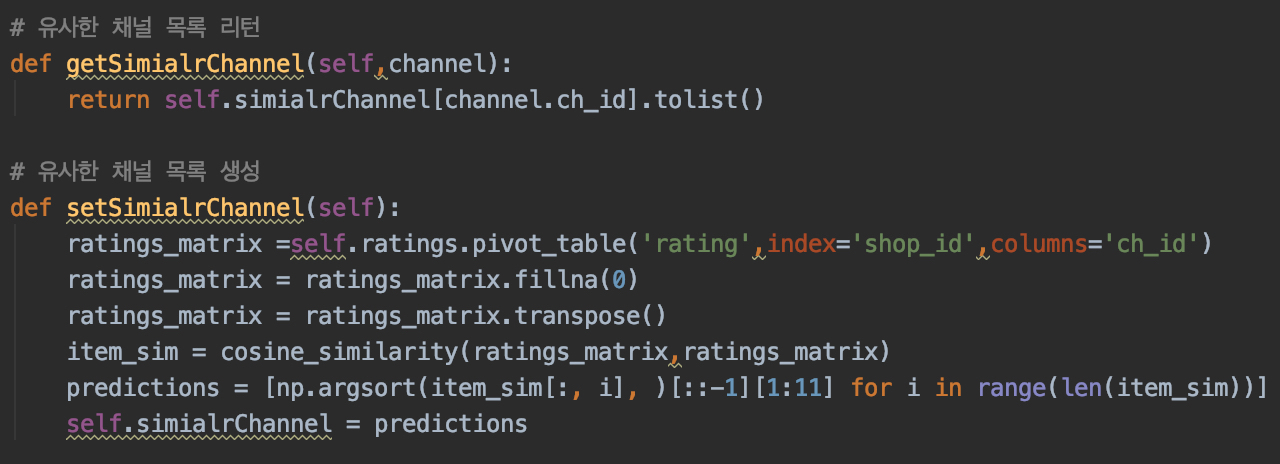 # 유사한 채널 목록 리턴
def getSimialrChannel(self,channel):
    return self.simialrChannel[channel.ch_id].tolist()
# 유사한 채널 목록 생성
def setSimialrChannel(self):
    ratings_matrix =self.ratings.pivot_table('rating',index='shop_id',columns='ch_id')
    ratings_matrix = ratings_matrix.fillna(0)
    ratings_matrix = ratings_matrix.transpose()
    item_sim = cosine_similarity(ratings_matrix,ratings_matrix)
    predictions = [np.argsort(item_sim[:, i], )[::-1][1:11] for i in range(len(item_sim))]
    self.simialrChannel = predictions